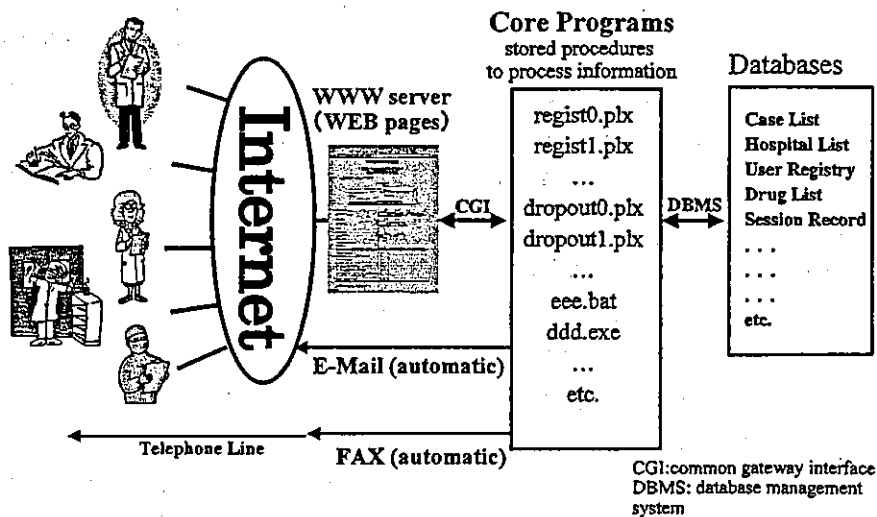 Core Programs
stored procedures
to process information
Databases
WWW server
(WEB pages)
Internet
CGI
regist0.plx
regist1.plx
...
dropout0.plx
dropout1.plx
...
eee.bat
ddd.exe
...
etc.
DBMS
Case List
Hospital List
User Registry
Drug List
Session Record
. . .
. . .
. . .
etc.
E-Mail (automatic)
Telephone Line
FAX (automatic)
CGI:common gateway interface
DBMS: database management
system